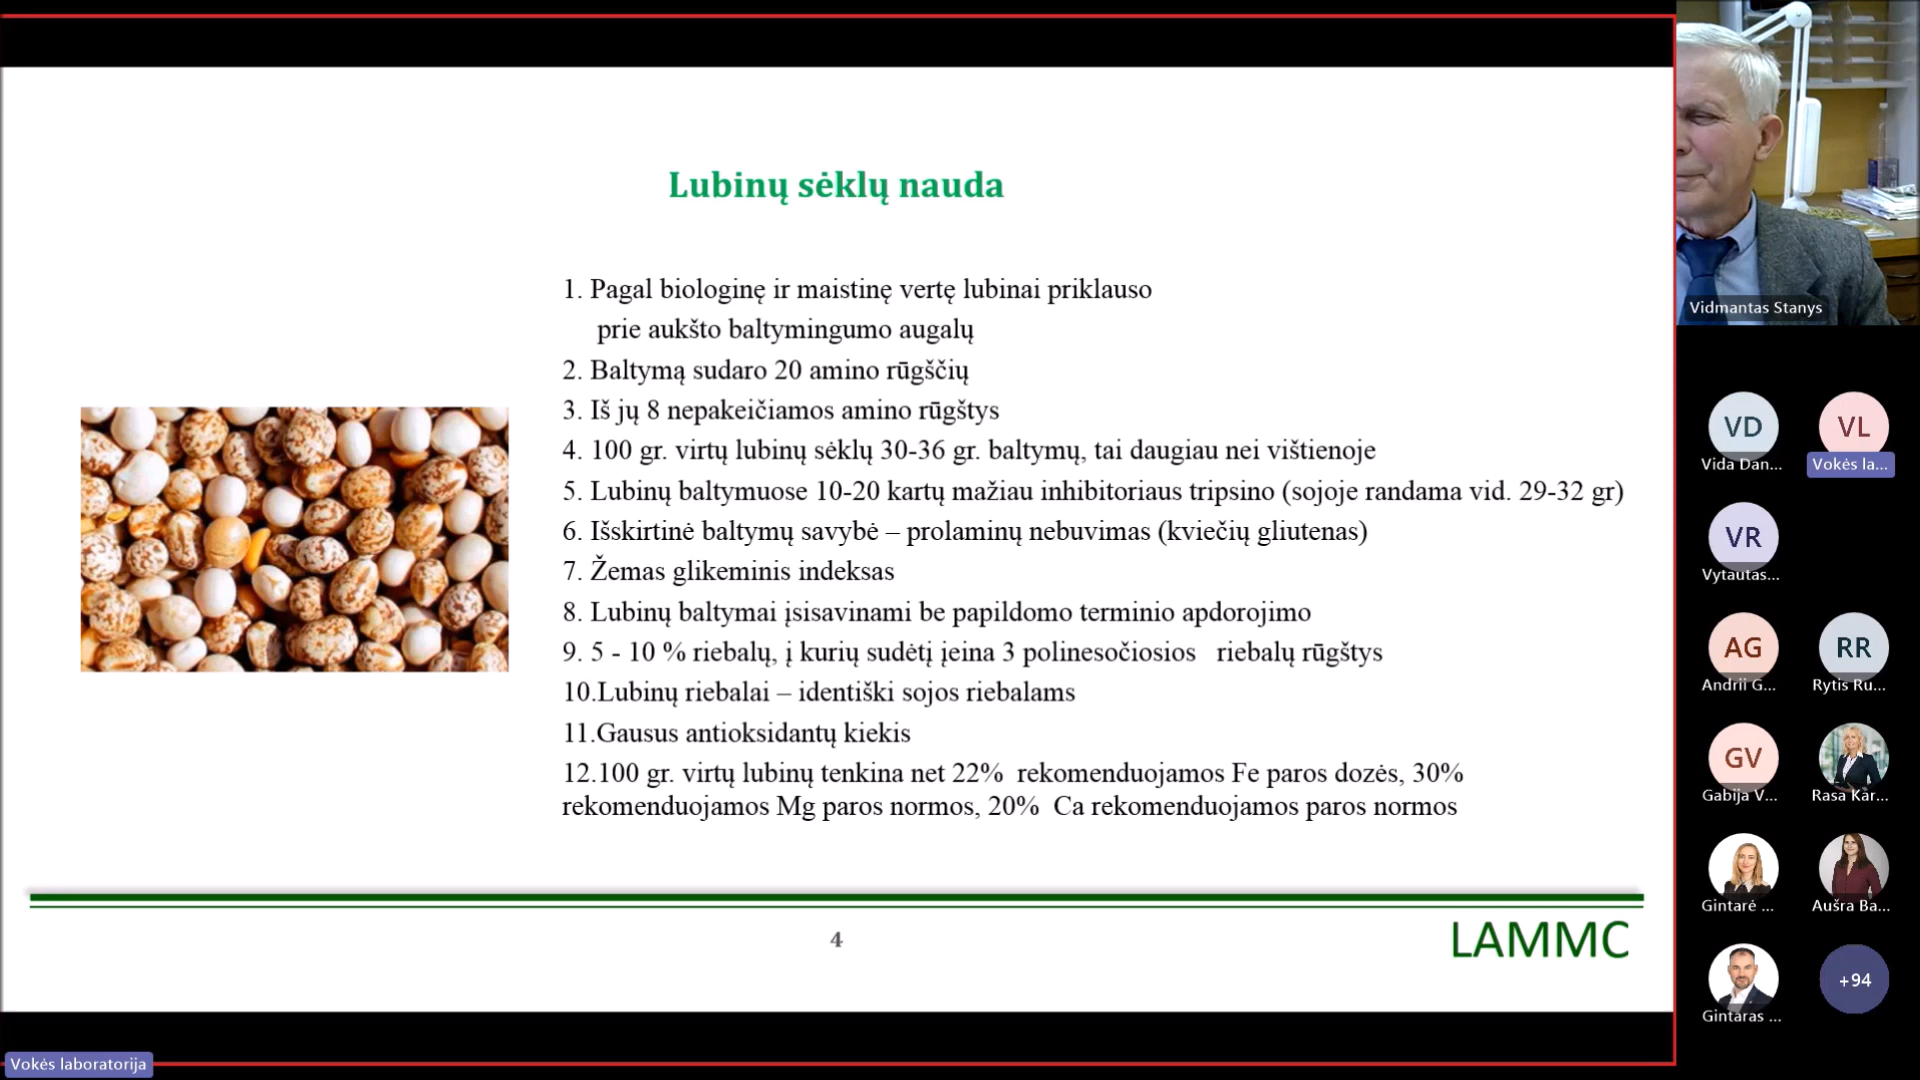 Lubinų sėklų nauda
1. Pagal biologinę ir maistinę vertę lubinai priklauso
prie aukšto baltymingumo augalų
2. Baltymą sudaro 20 amino rūgščių
3. Iš jų 8 nepakeičiamos amino rūgštys
4. 100 gr. virtų lubinų sėklų 30-36 gr. baltymų, tai daugiau nei vištienoje
5. Lubinų baltymuose 10-20 kartų mažiau inhibitoriaus tripsino (sojoje randama vid. 29-32 gr)
6. Išskirtinė baltymų savybė – prolaminų nebuvimas (kviečių gliutenas)
7. Žemas glikeminis indeksas
8. Lubinų baltymai įsisavinami be papildomo terminio apdorojimo
9. 5 - 10 % riebalų, į kurių sudėtį įeina 3 polinesočiosios riebalų rūgštys
10.Lubinų riebalai – identiški sojos riebalams
11.Gausus antioksidantų kiekis
12.100 gr. virtų lubinų tenkina net 22% rekomenduojamos Fe paros dozės, 30%
rekomenduojamos Mg paros normos, 20% Ca rekomenduojamos paros normos
4
LAMMC
Vokės laboratorija
Vidmantas Stanys
VD
VL
Vida Dan...
Vokės la...
VR
Vytautas...
AG
RR
Andrii G...
Rytis Ru...
GV
Gabija V...
Rasa Kar...
Gintarė ...
Aušra Ba...
+94
Gintaras ...